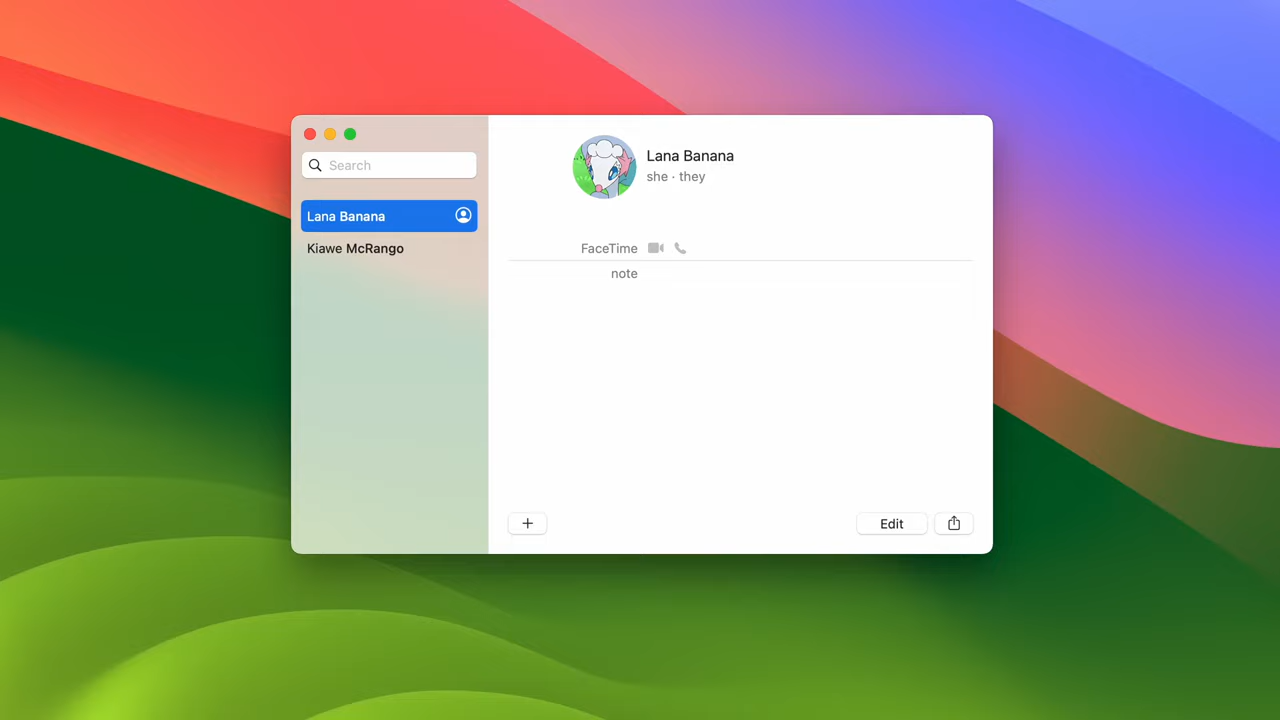 Search
Lana Banana
Kiawe McRango
Lana Banana
she · they
FaceTime
note
Edit